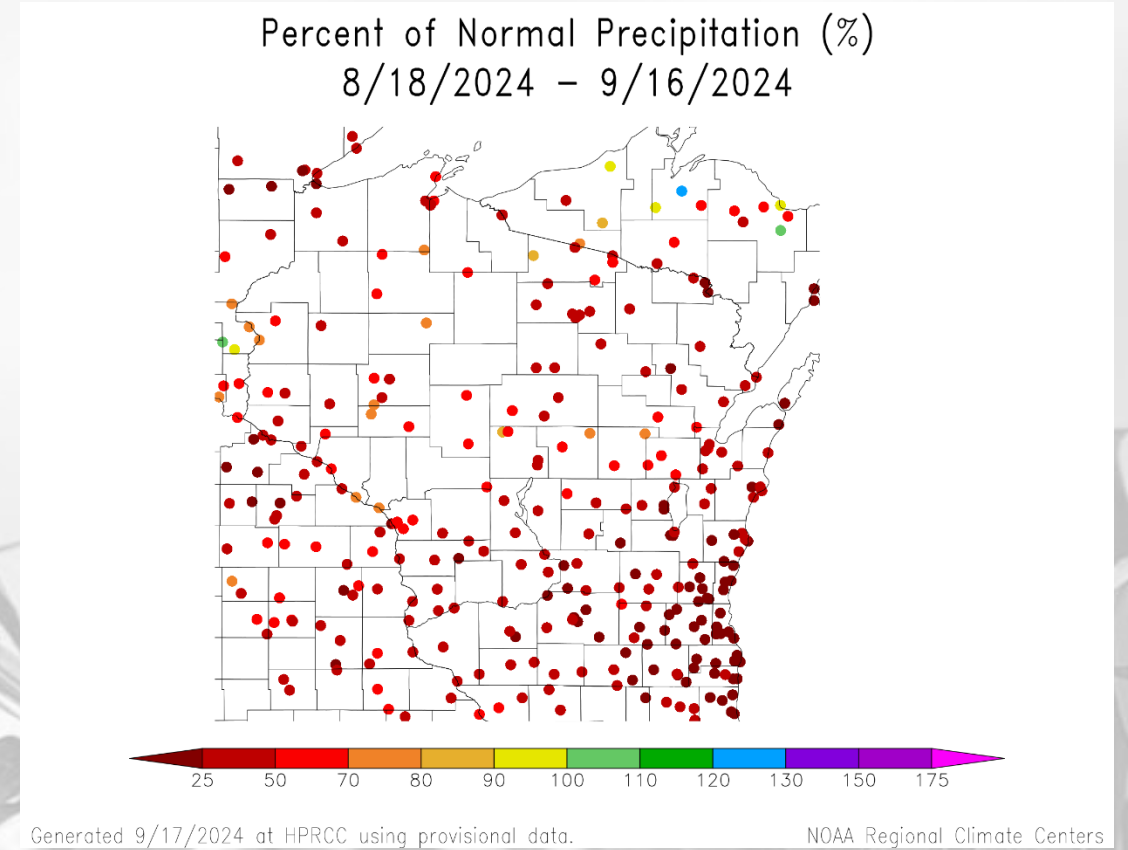 Percent of Normal Precipitation (%)
8/18/2024 – 9/16/2024
25 50 70 80 90 100 110 120 130 150 175
Generated 9/17/2024 at HPRCC using provisional data.
NOAA Regional Climate Centers